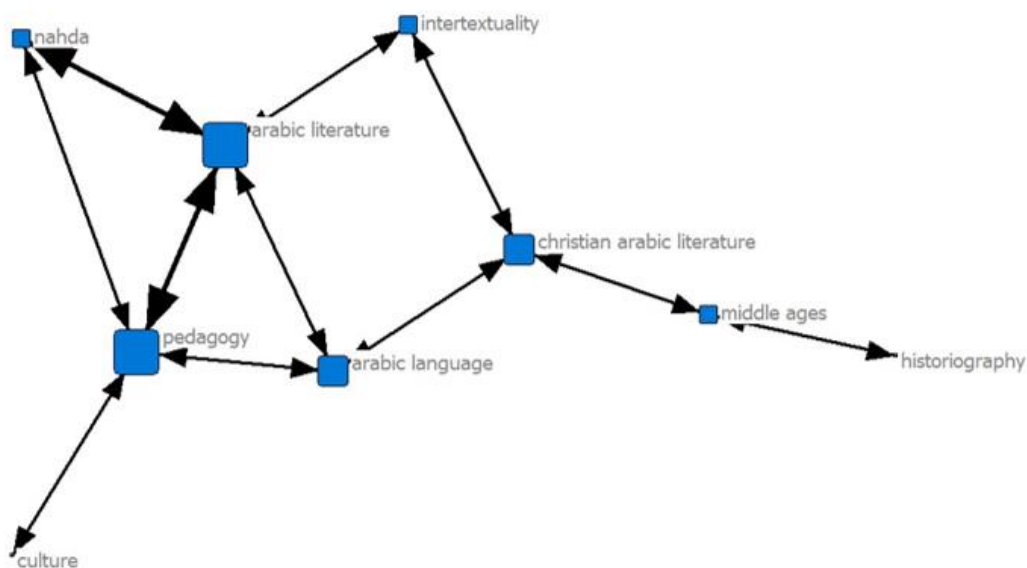 nahda
intertextuality
arabic literature
christian arabic literature
middle ages
pedagogy
arabic language
historiography
culture